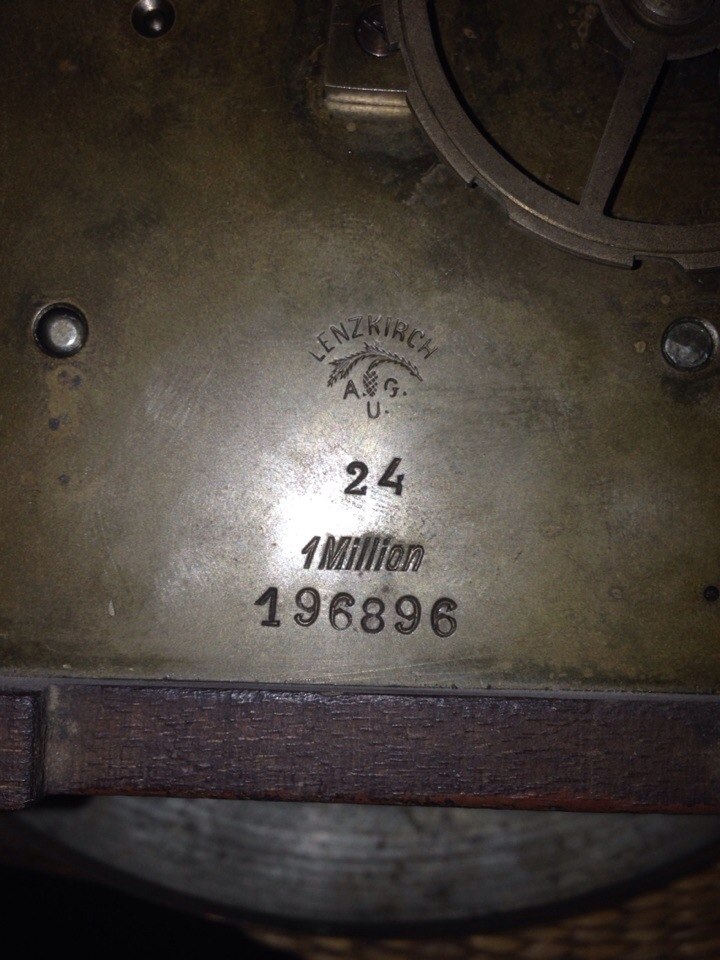 LENZKIRCH
A. G.
U.
24
1 Million
196896